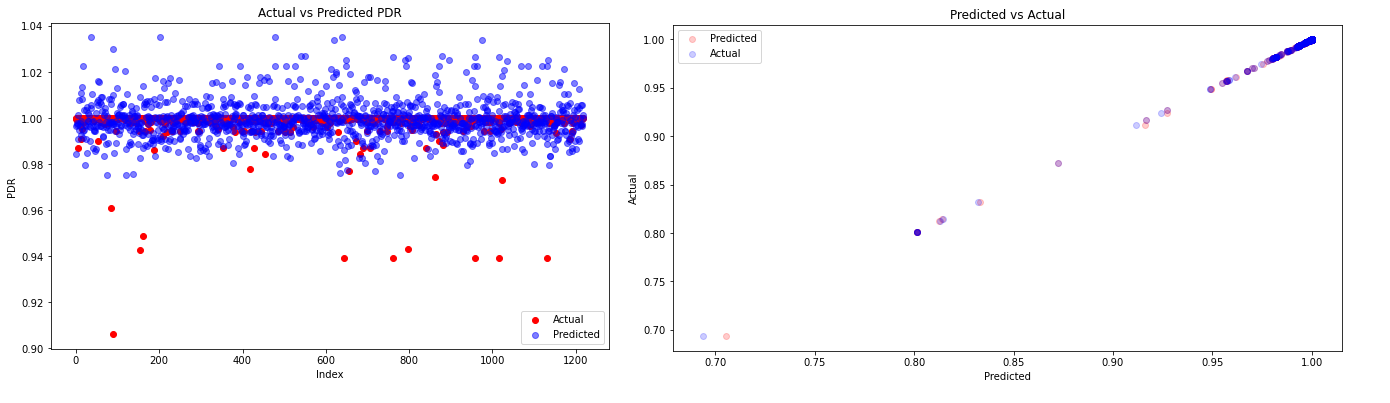 Actual vs Predicted PDR
PDR
1.04
1.02
1.00
0.98
0.96
0.94
0.92
0.90
0
200
400
600
800
1000
1200
Index
Actual
Predicted
Predicted vs Actual
Actual
1.00
0.95
0.90
0.85
0.80
0.75
0.70
0.70
0.75
0.80
0.85
0.90
0.95
1.00
Predicted
Predicted
Actual